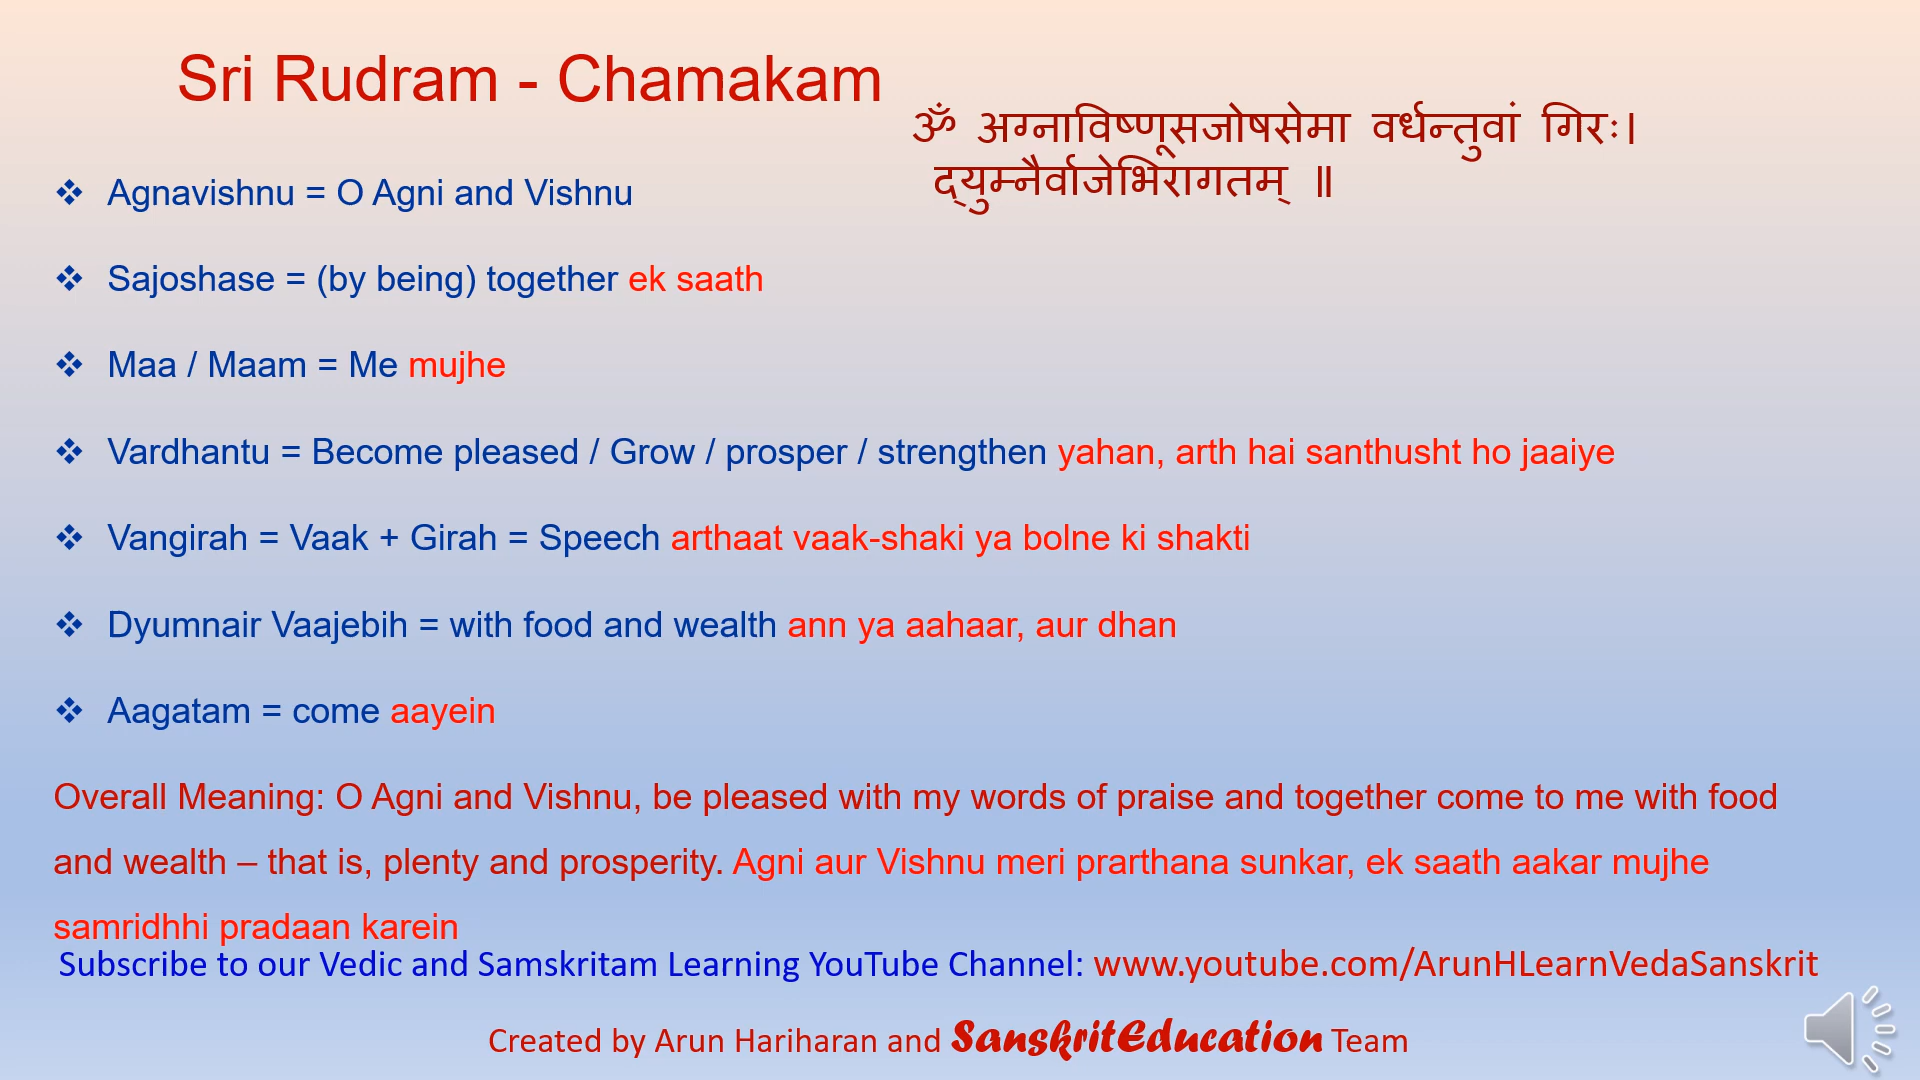 Sri Rudram - Chamakam
ॐ अग्नाविष्णूसजोषसेमा वर्धन्तुवां गिरः।
द्युम्नैर्वाजेभिरागतम् ॥
❖ Agnavishnu = O Agni and Vishnu
❖ Sajoshase = (by being) together ek saath
❖ Maa / Maam = Me mujhe
❖ Vardhantu = Become pleased / Grow / prosper / strengthen yahan, arth hai santhusht ho jaaiye
❖ Vangirah = Vaak + Girah = Speech arthaat vaak-shaki ya bolne ki shakti
❖ Dyumnair Vaajebih = with food and wealth ann ya aahaar, aur dhan
❖ Aagatam = come aayein
Overall Meaning: O Agni and Vishnu, be pleased with my words of praise and together come to me with food
and wealth – that is, plenty and prosperity. Agni aur Vishnu meri prarthana sunkar, ek saath aakar mujhe
samridhhi pradaan karein
Subscribe to our Vedic and Samskritam Learning YouTube Channel: www.youtube.com/ArunHLearnVedaSanskrit
Created by Arun Hariharan and SanskritEducation Team